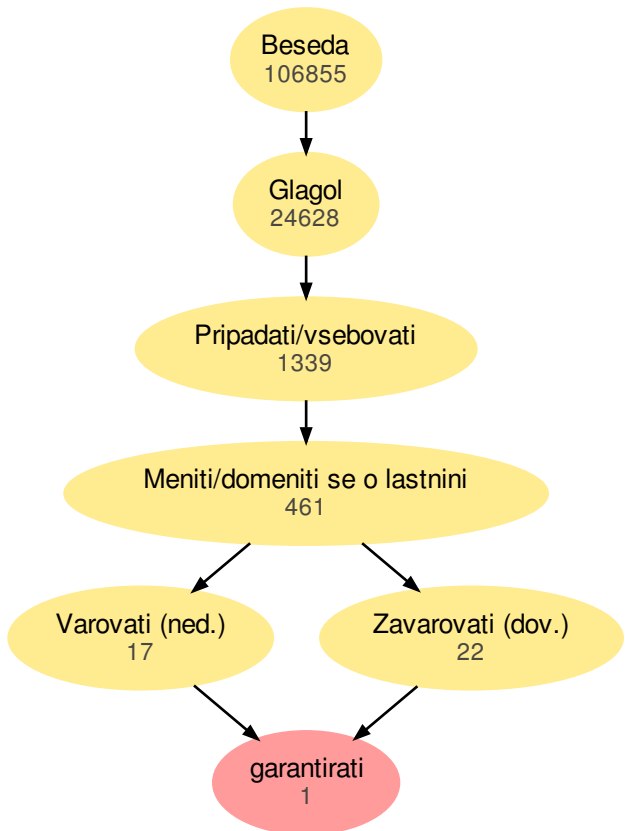 Beseda
106855
Glagol
24628
Pripadati/vsebovati
1339
Meniti/domeniti se o lastnini
461
Varovati (ned.)
17
Zavarovati (dov.)
22
garantirati
1